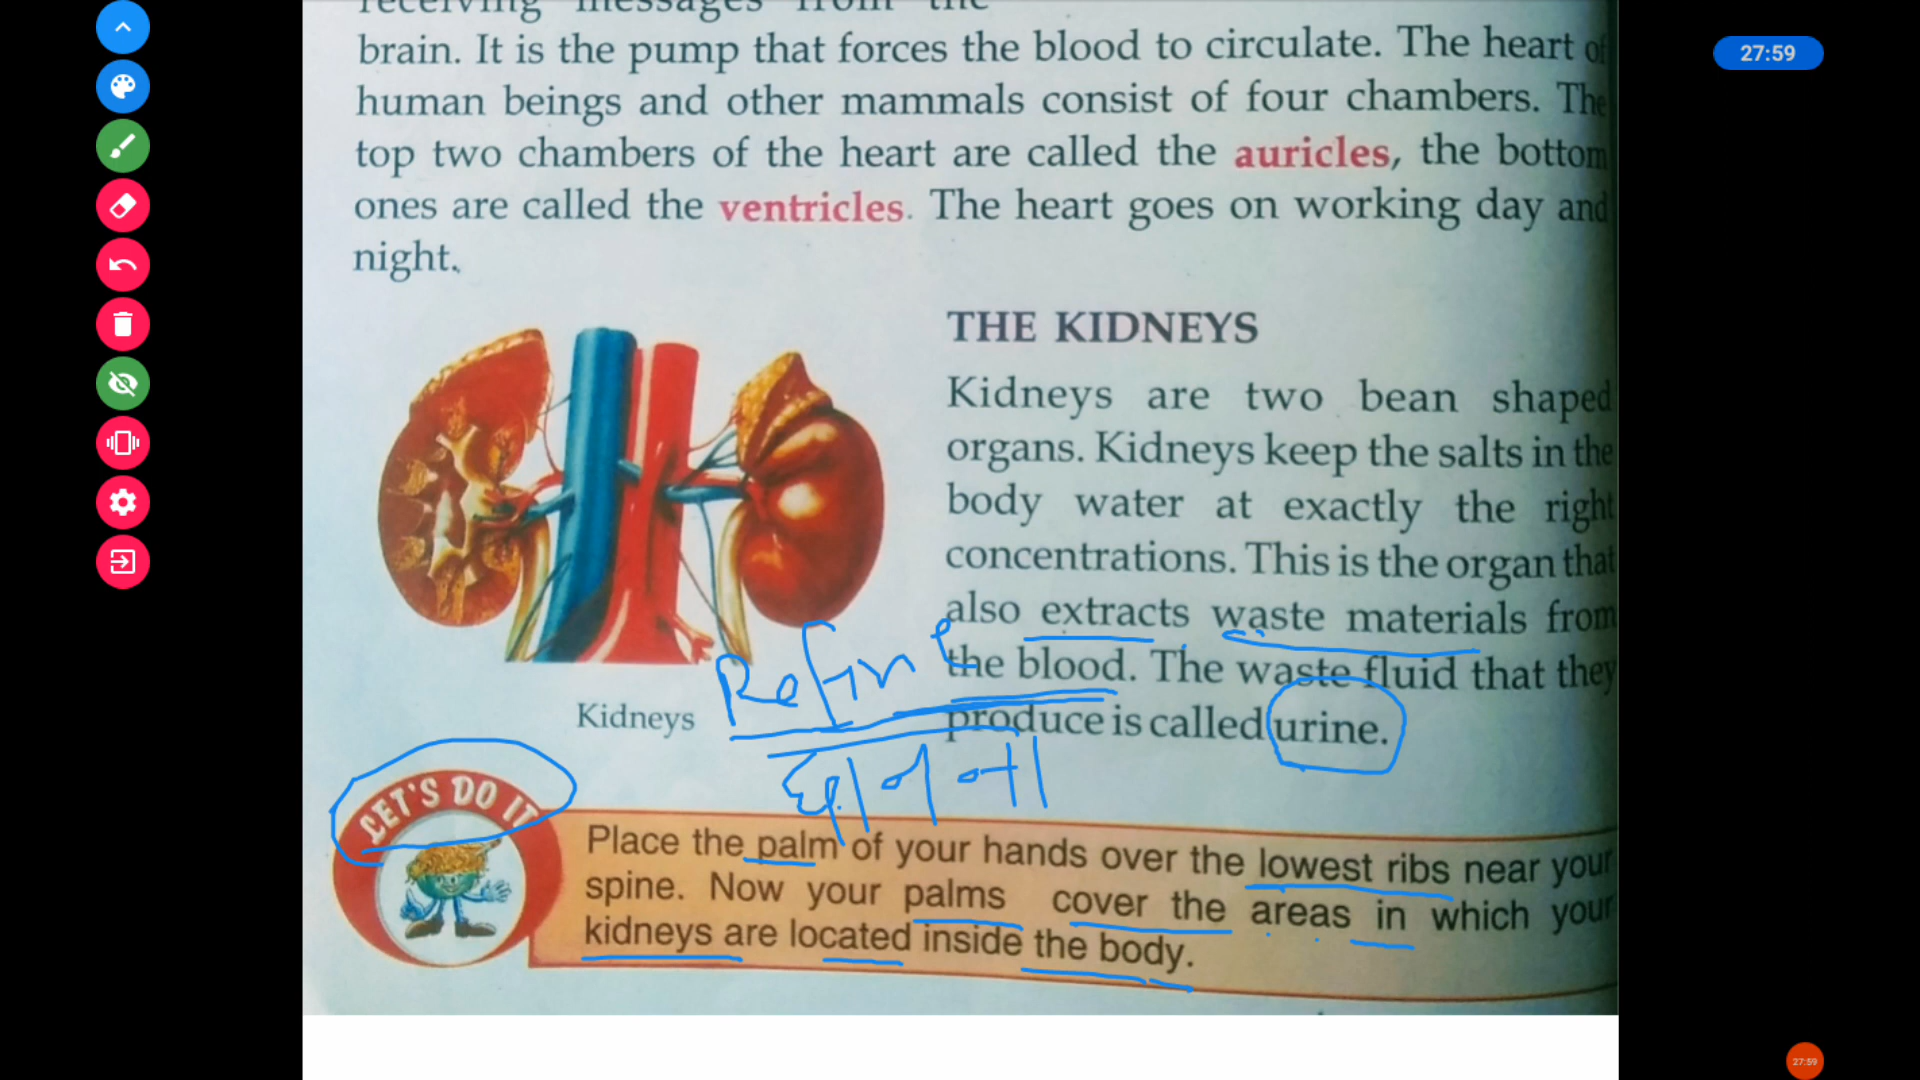 receiving messages from the
brain. It is the pump that forces the blood to circulate. The heart of
human beings and other mammals consist of four chambers. The
top two chambers of the heart are called the auricles, the bottom
ones are called the ventricles. The heart goes on working day and
night.
THE KIDNEYS
Kidneys are two bean shaped
organs. Kidneys keep the salts in the
body water at exactly the right
concentrations. This is the organ that
also extracts waste materials from
the blood. The waste fluid that they
produce is called urine.
Kidneys
Refine
LET'S DO IT
Place the palm of your hands over the lowest ribs near your
spine. Now your palms cover the areas in which your
kidneys are located inside the body.
27:59
27:59